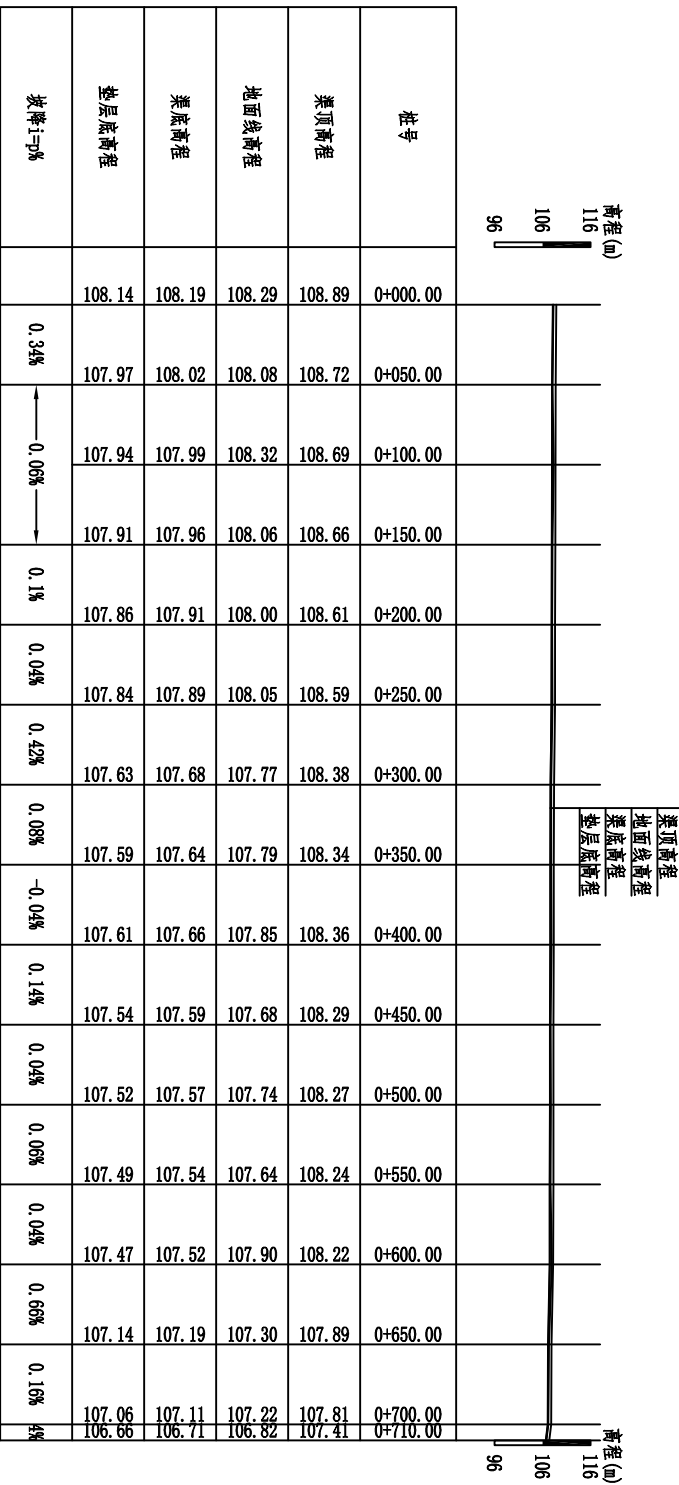 高程(m)
116
106
96
渠顶高程
地面线高程
渠底高程
垫层底高程
高程(m)
116
106
96
桩号 0+000.00 0+050.00 0+100.00 0+150.00 0+200.00 0+250.00 0+300.00 0+350.00 0+400.00 0+450.00 0+500.00 0+550.00 0+600.00 0+650.00 0+700.00 0+710.00
渠顶高程 108.89 108.72 108.69 108.66 108.61 108.59 108.38 108.34 108.36 108.29 108.27 108.24 108.22 107.89 107.81 107.41
地面线高程 108.29 108.08 108.32 108.06 108.00 108.05 107.77 107.79 107.85 107.68 107.74 107.64 107.90 107.30 107.22 106.82
渠底高程 108.19 108.02 107.99 107.96 107.91 107.89 107.68 107.64 107.66 107.59 107.57 107.54 107.52 107.19 107.11 106.71
垫层底高程 108.14 107.97 107.94 107.91 107.86 107.84 107.63 107.59 107.61 107.54 107.52 107.49 107.47 107.14 107.06 106.66
坡降i=p% 0.34% 0.06% 0.1% 0.04% 0.42% 0.08% -0.04% 0.14% 0.04% 0.06% 0.04% 0.66% 0.16% 4%